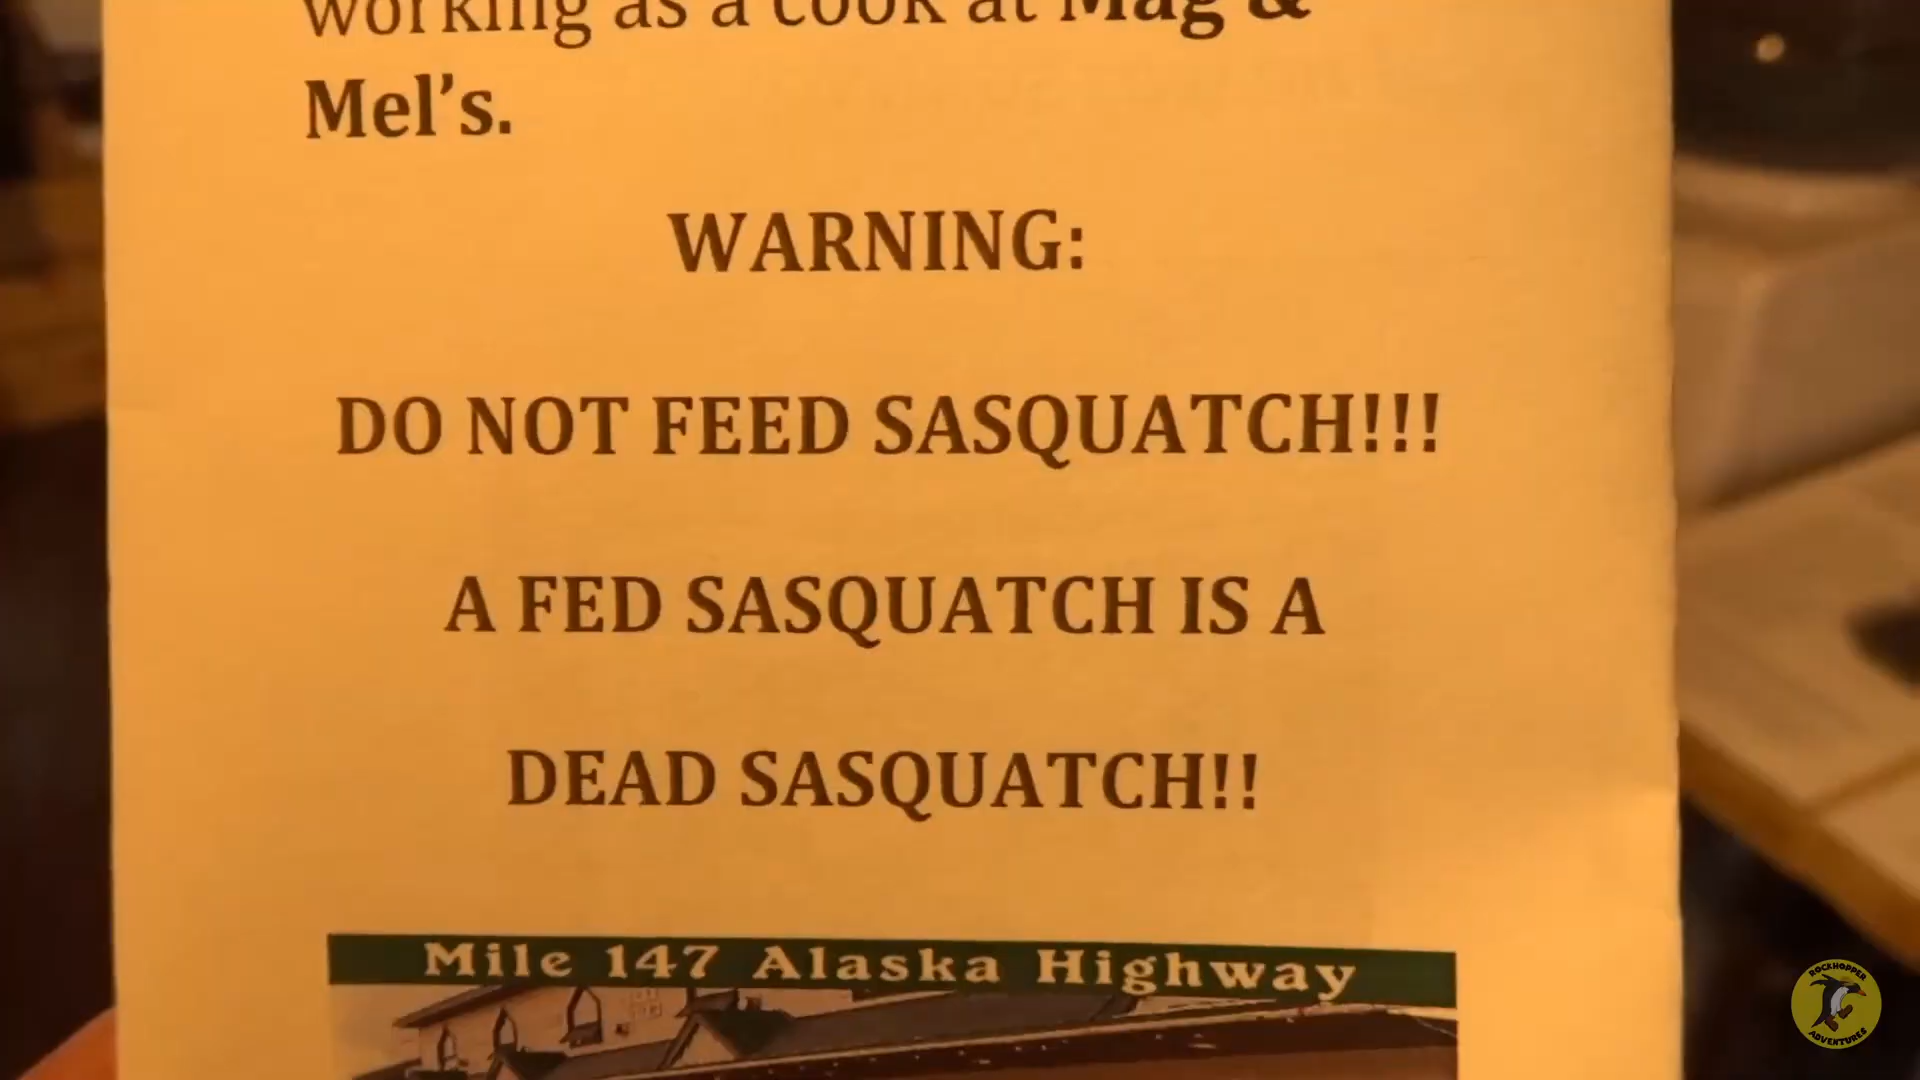 working as a cook at Mag &
Mel's.
WARNING:
DO NOT FEED SASQUATCH!!!
A FED SASQUATCH IS A
DEAD SASQUATCH!!
Mile 147 Alaska Highway
ROCKHOPPER
ADVENTURES